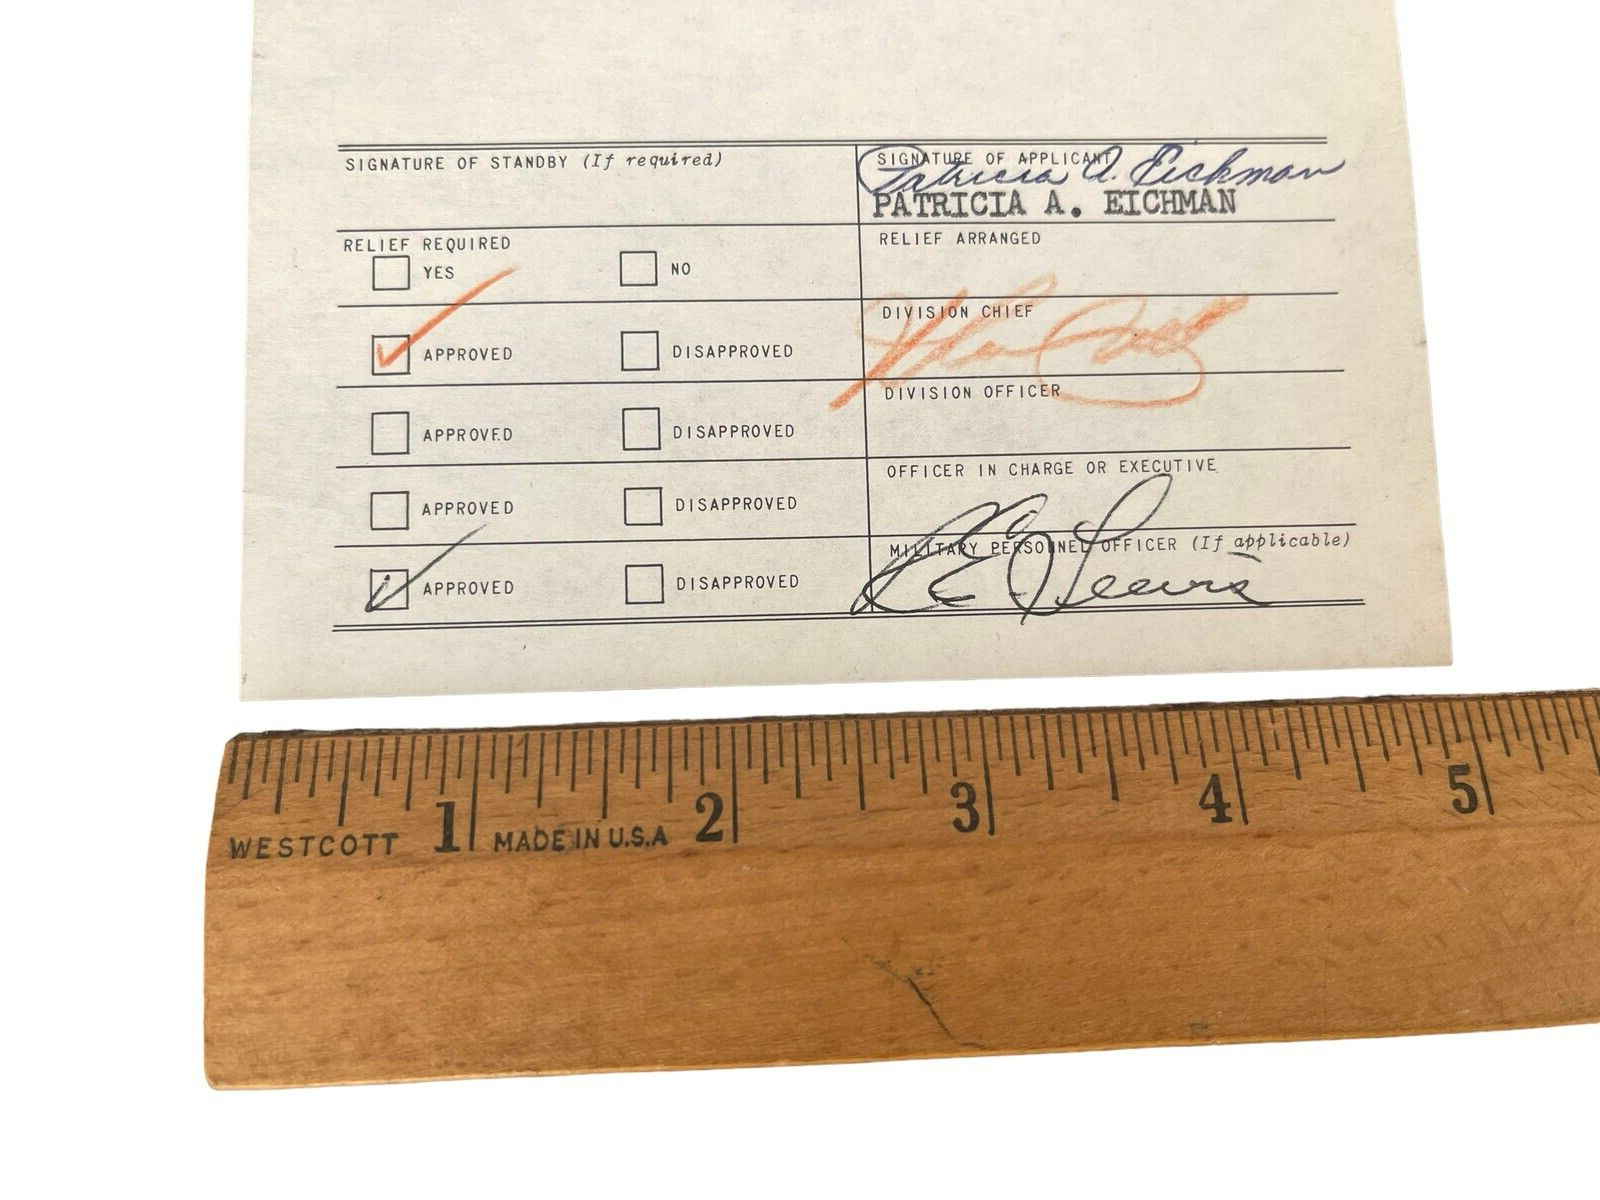 SIGNATURE OF STANDBY (If required)
SIGNATURE OF APPLICANT
Patricia A. Eichman
PATRICIA A. EICHMAN
RELIEF REQUIRED
YES NO
RELIEF ARRANGED
APPROVED DISAPPROVED
DIVISION CHIEF
APPROVED DISAPPROVED
DIVISION OFFICER
APPROVED DISAPPROVED
OFFICER IN CHARGE OR EXECUTIVE
APPROVED DISAPPROVED
MILITARY PERSONNEL OFFICER (If applicable)
Lewis
1 2 3 4 5
WESTCOTT MADE IN U.S.A